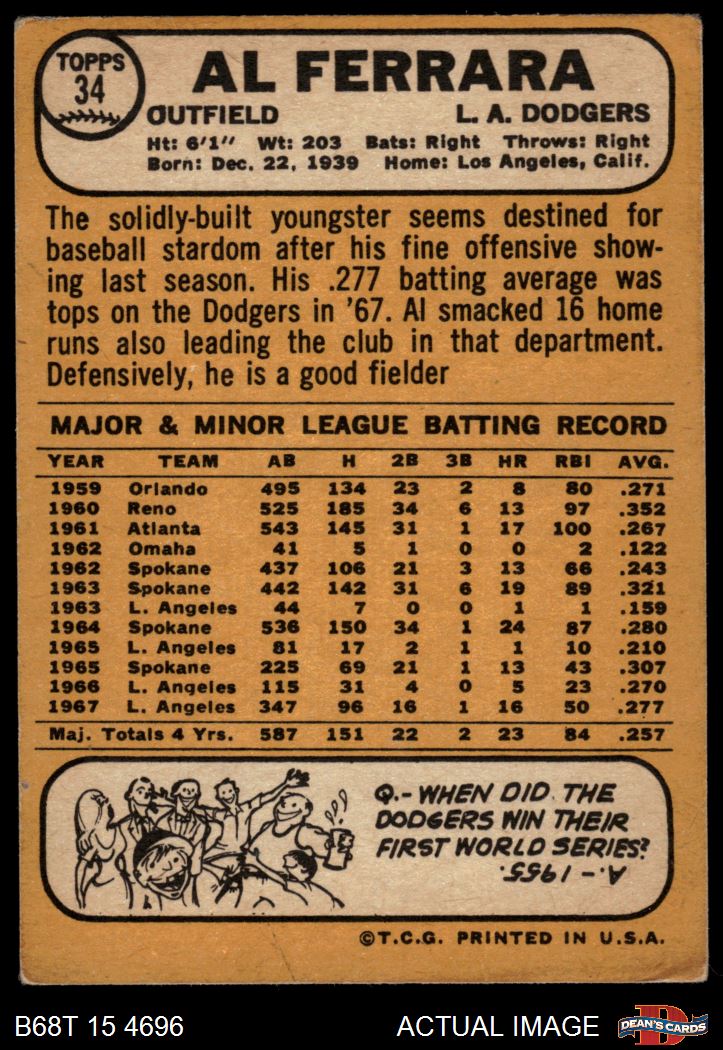 TOPPS
34
AL FERRARA
OUTFIELD L. A. DODGERS
Ht: 6'1" Wt: 203 Bats: Right Throws: Right
Born: Dec. 22, 1939 Home: Los Angeles, Calif.
The solidly-built youngster seems destined for
baseball stardom after his fine offensive show-
ing last season. His .277 batting average was
tops on the Dodgers in '67. Al smacked 16 home
runs also leading the club in that department.
Defensively, he is a good fielder
MAJOR & MINOR LEAGUE BATTING RECORD
YEAR TEAM AB H 2B 3B HR RBI AVG.
1959 Orlando 495 134 23 2 8 80 .271
1960 Reno 525 185 34 6 13 97 .352
1961 Atlanta 543 145 31 1 17 100 .267
1962 Omaha 41 5 1 0 0 2 .122
1962 Spokane 437 106 21 3 13 66 .243
1963 Spokane 442 142 31 6 19 89 .321
1963 L. Angeles 44 7 0 0 1 1 .159
1964 Spokane 536 150 34 1 24 87 .280
1965 L. Angeles 81 17 2 1 1 10 .210
1965 Spokane 225 69 21 1 13 43 .307
1966 L. Angeles 115 31 4 0 5 23 .270
1967 L. Angeles 347 96 16 1 16 50 .277
Maj. Totals 4 Yrs. 587 151 22 2 23 84 .257
Q.- WHEN DID THE
DODGERS WIN THEIR
FIRST WORLD SERIES?
A.- 1955.
©T.C.G. PRINTED IN U.S.A.
B68T 15 4696 ACTUAL IMAGE DEAN'S CARDS